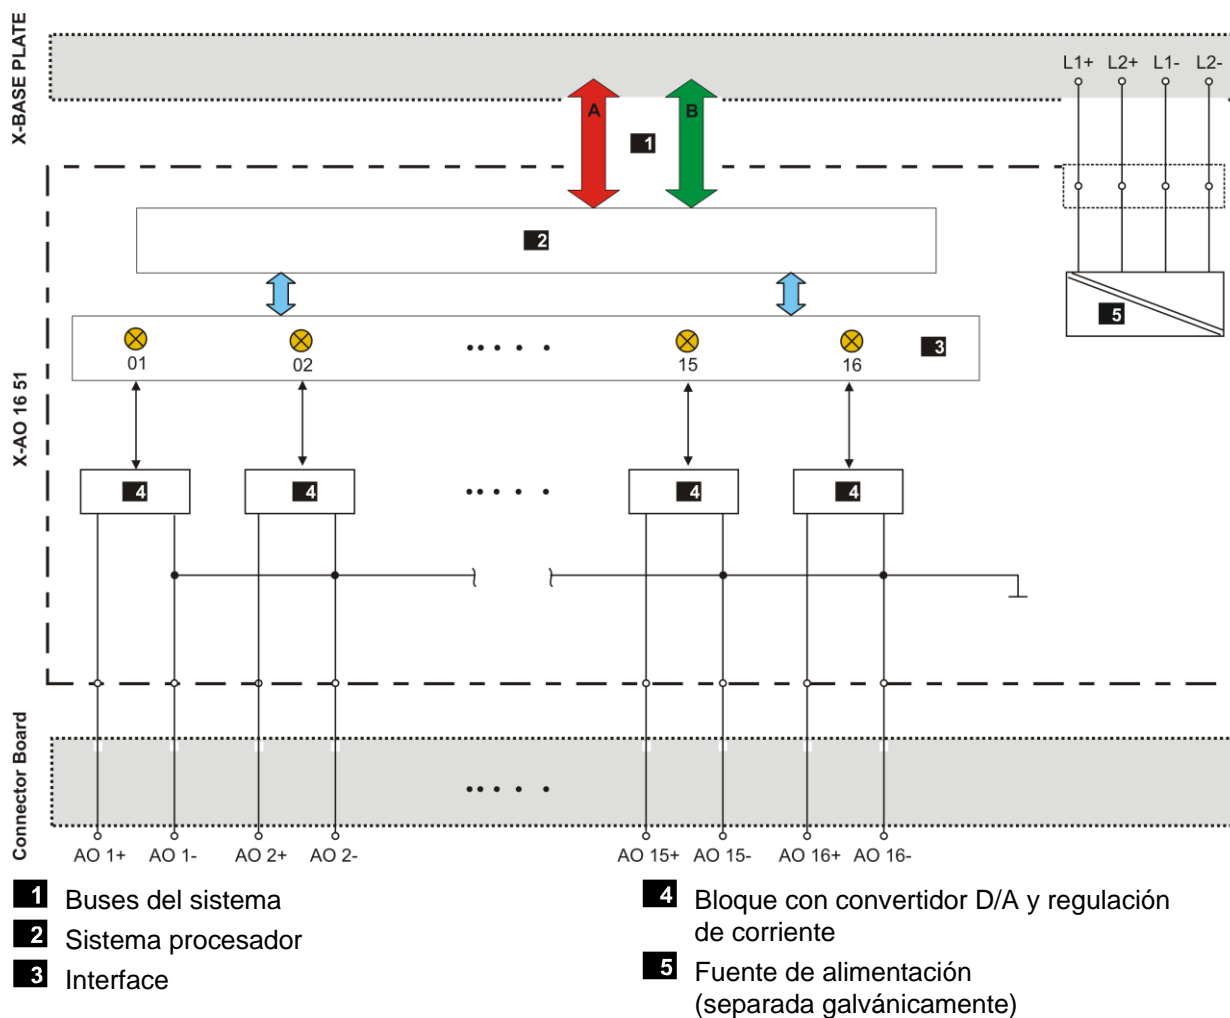 X-BASE PLATE
L1+ L2+ L1- L2-
A
B
1
2
5
01
02
15
16
3
X-AO 16 51
4
4
4
4
Connector Board
AO 1+ AO 1- AO 2+ AO 2- AO 15+ AO 15- AO 16+ AO 16-
1 Buses del sistema
2 Sistema procesador
3 Interface
4 Bloque con convertidor D/A y regulación
de corriente
5 Fuente de alimentación
(separada galvánicamente)